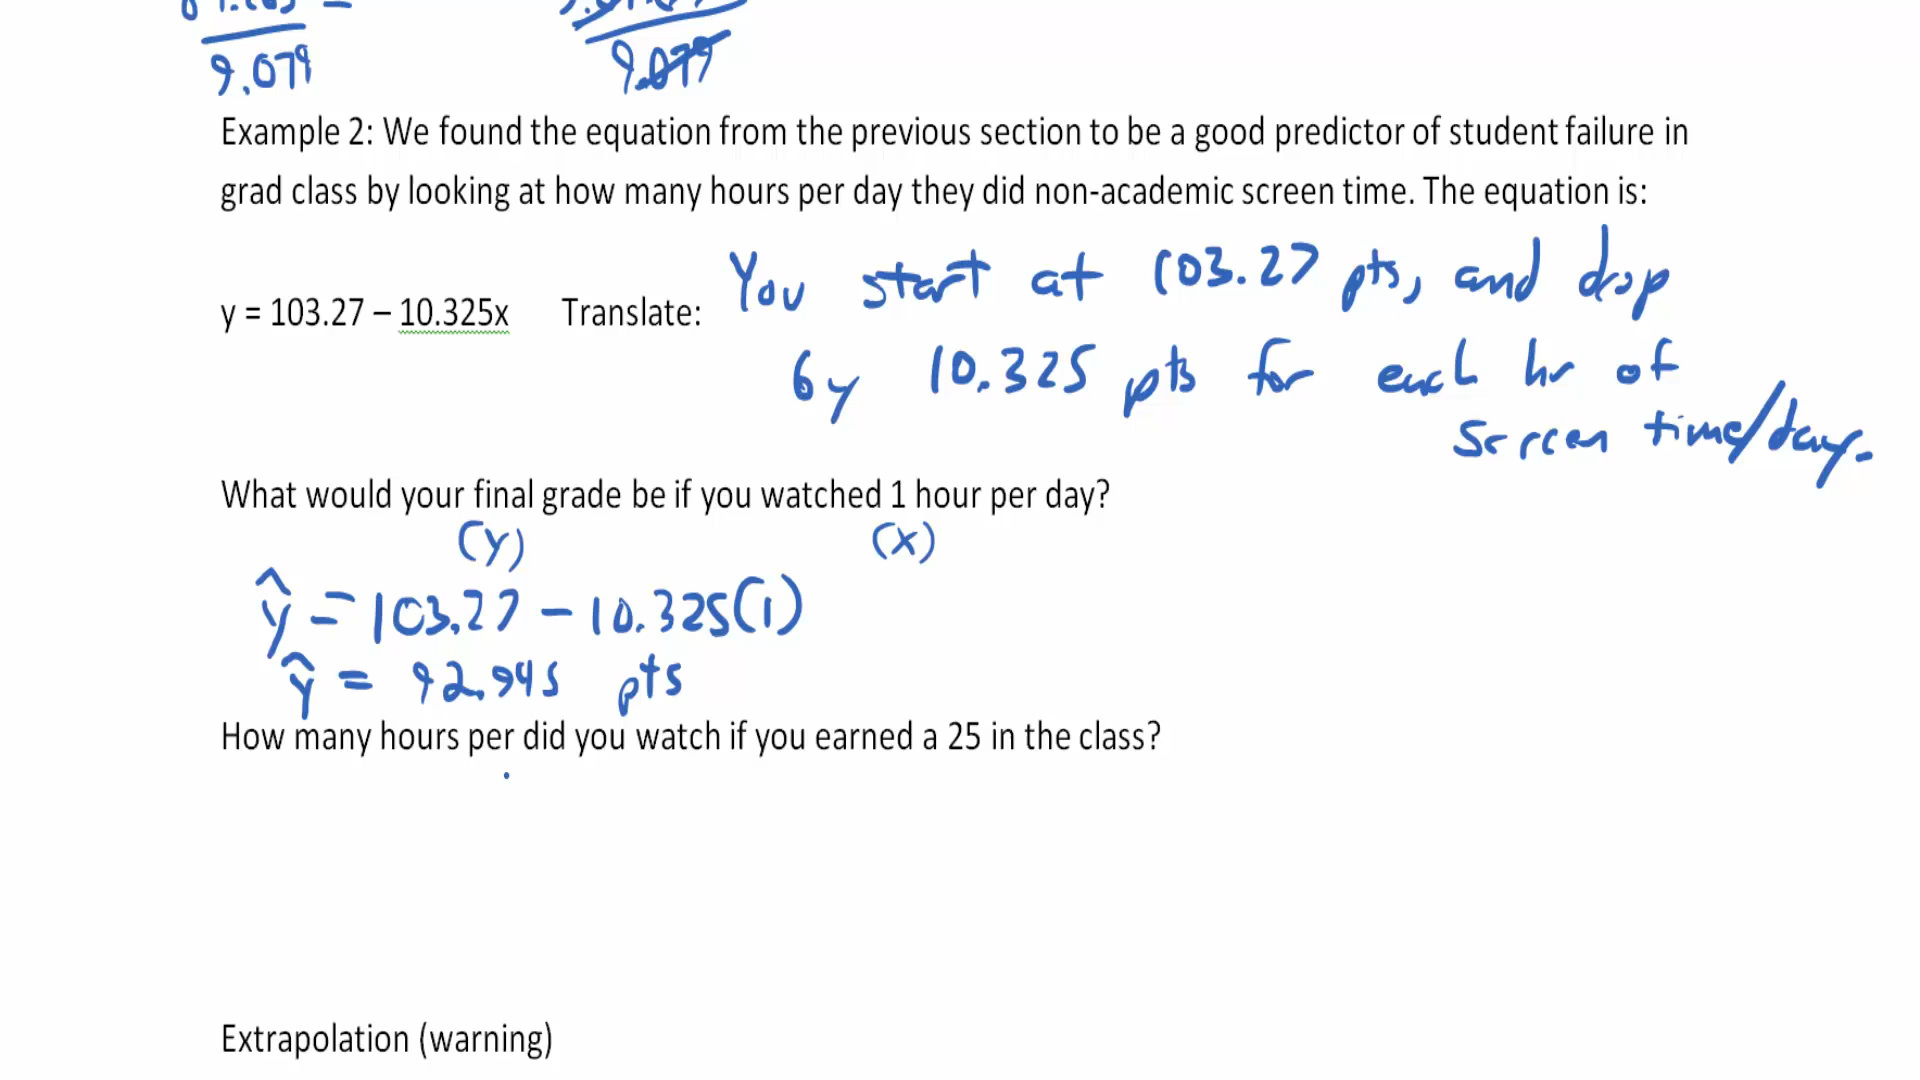 9.079 9.079
Example 2: We found the equation from the previous section to be a good predictor of student failure in
grad class by looking at how many hours per day they did non-academic screen time. The equation is:
You start at 103.27 pts, and drop
y = 103.27 – 10.325x Translate:
by 10.325 pts for each hr of
screen time/day.
What would your final grade be if you watched 1 hour per day?
(y) (x)
ŷ = 103.27 - 10.325(1)
ŷ = 92.945 pts
How many hours per did you watch if you earned a 25 in the class?
Extrapolation (warning)